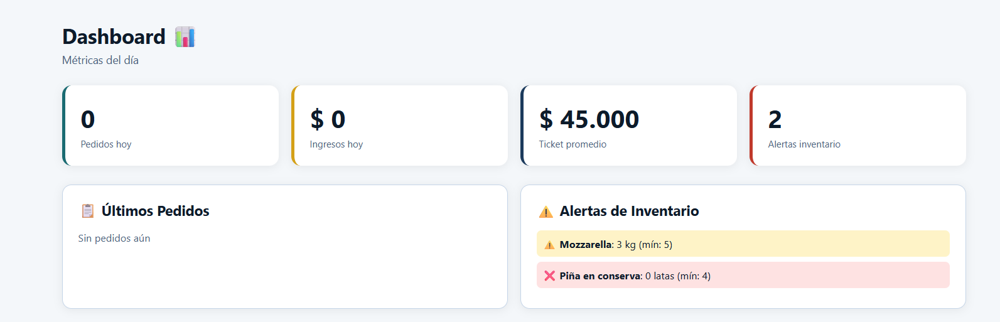 Dashboard
Métricas del día
0
Pedidos hoy
$ 0
Ingresos hoy
$ 45.000
Ticket promedio
2
Alertas inventario
Últimos Pedidos
Sin pedidos aún
Alertas de Inventario
Mozzarella: 3 kg (mín: 5)
Piña en conserva: 0 latas (mín: 4)